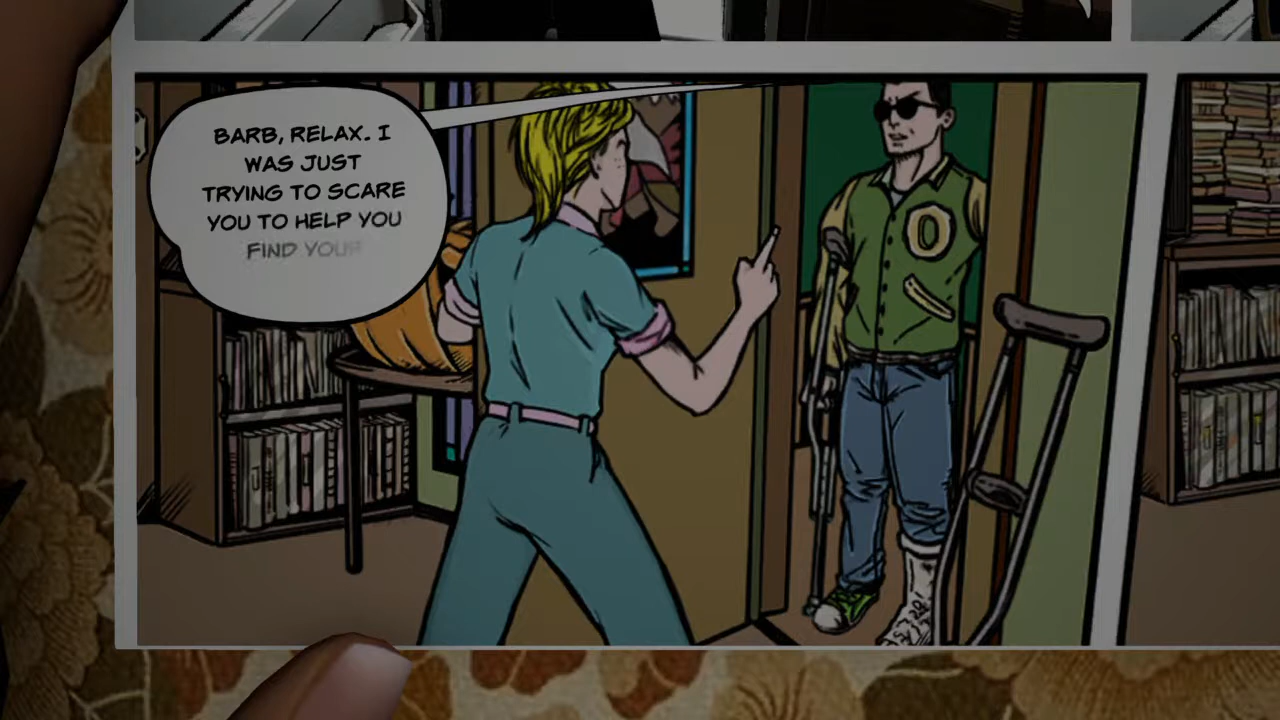 BARB, RELAX. I
WAS JUST
TRYING TO SCARE
YOU TO HELP YOU
FIND YOUR
O